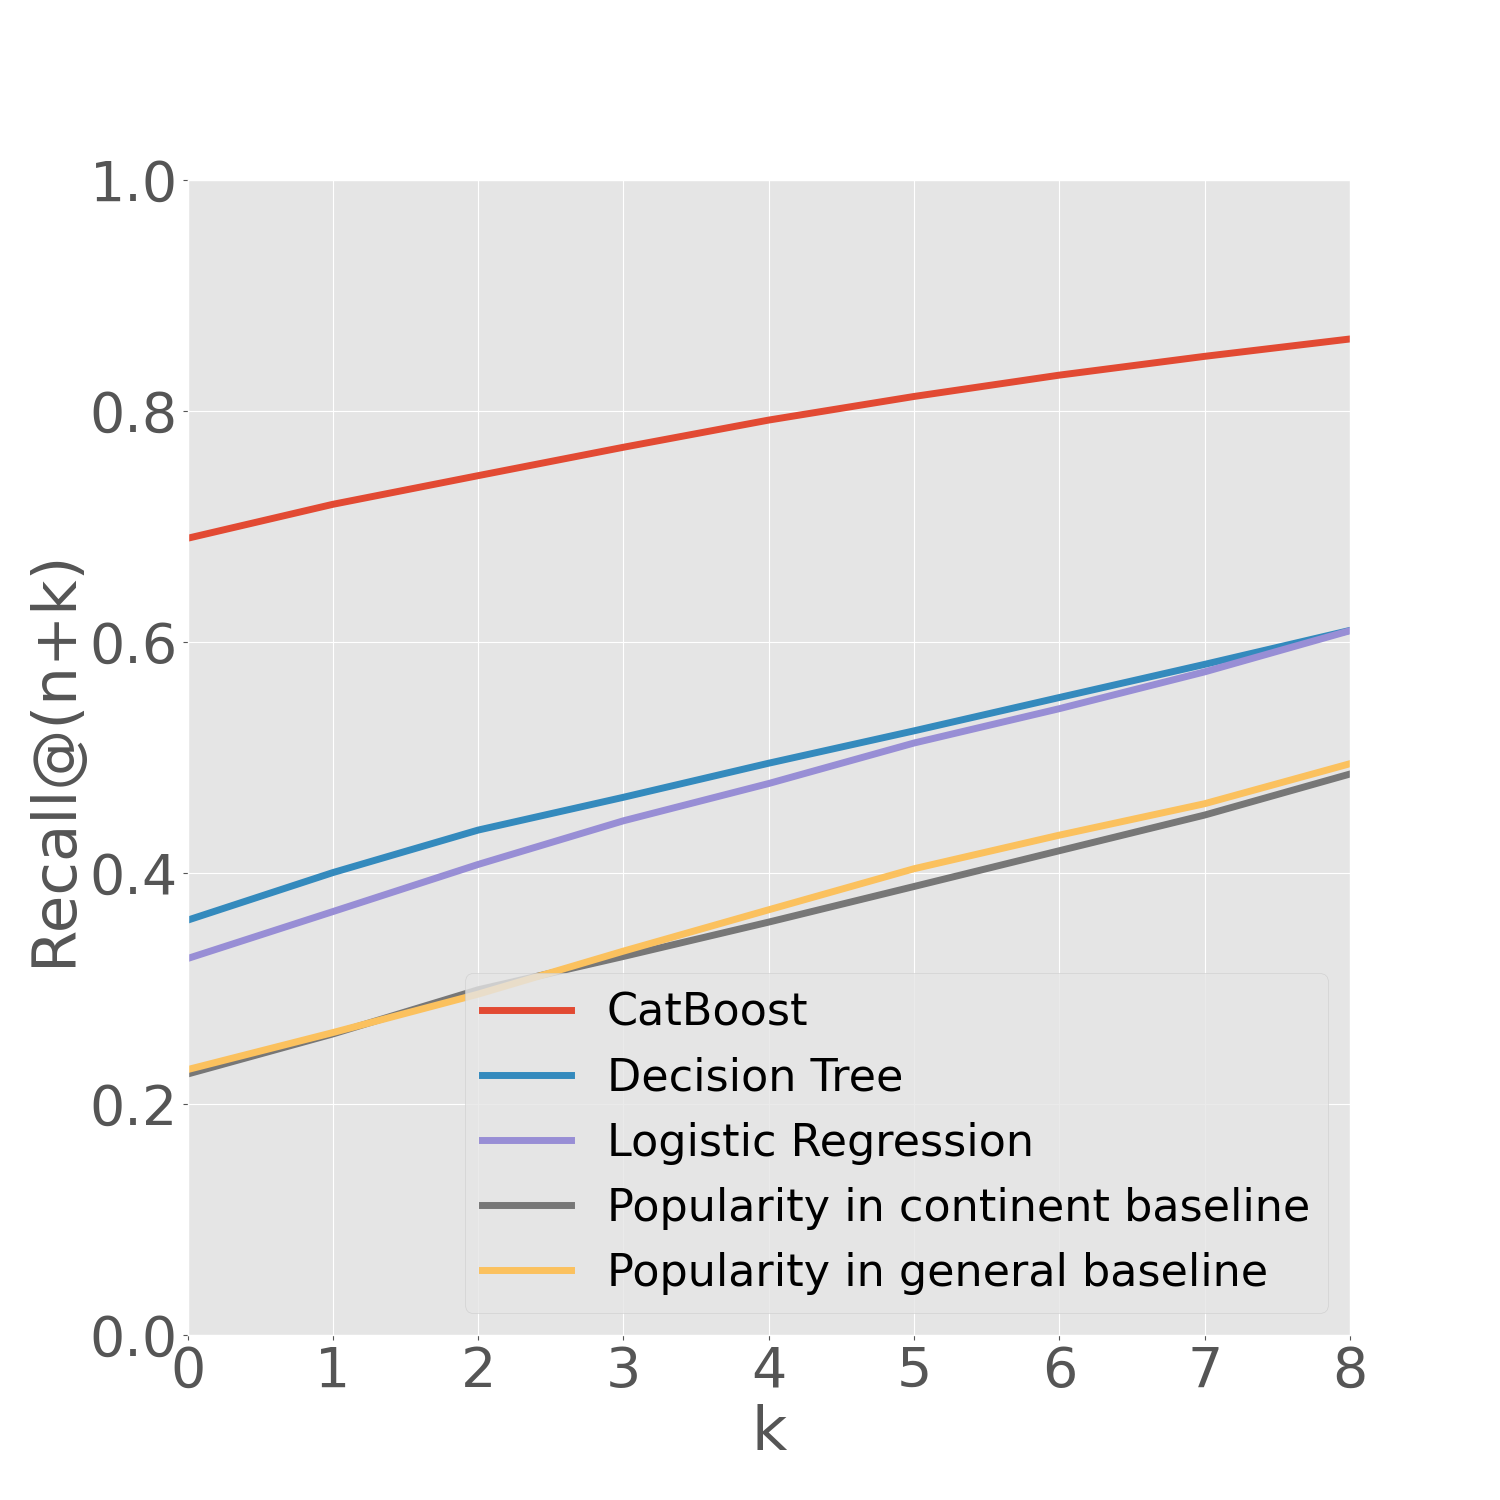 1.0
0.8
0.6
0.4
0.2
0.0
Recall@(n+k)
0 1 2 3 4 5 6 7 8
k
CatBoost
Decision Tree
Logistic Regression
Popularity in continent baseline
Popularity in general baseline